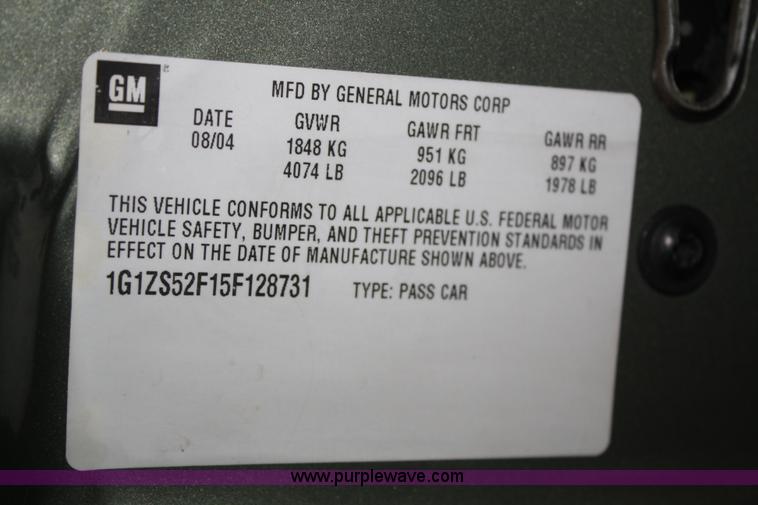 GM
MFD BY GENERAL MOTORS CORP
DATE GVWR GAWR FRT GAWR RR
08/04 1848 KG 951 KG 897 KG
4074 LB 2096 LB 1978 LB
THIS VEHICLE CONFORMS TO ALL APPLICABLE U.S. FEDERAL MOTOR
VEHICLE SAFETY, BUMPER, AND THEFT PREVENTION STANDARDS IN
EFFECT ON THE DATE OF MANUFACTURE SHOWN ABOVE.
1G1ZS52F15F128731 TYPE: PASS CAR
www.purplewave.com